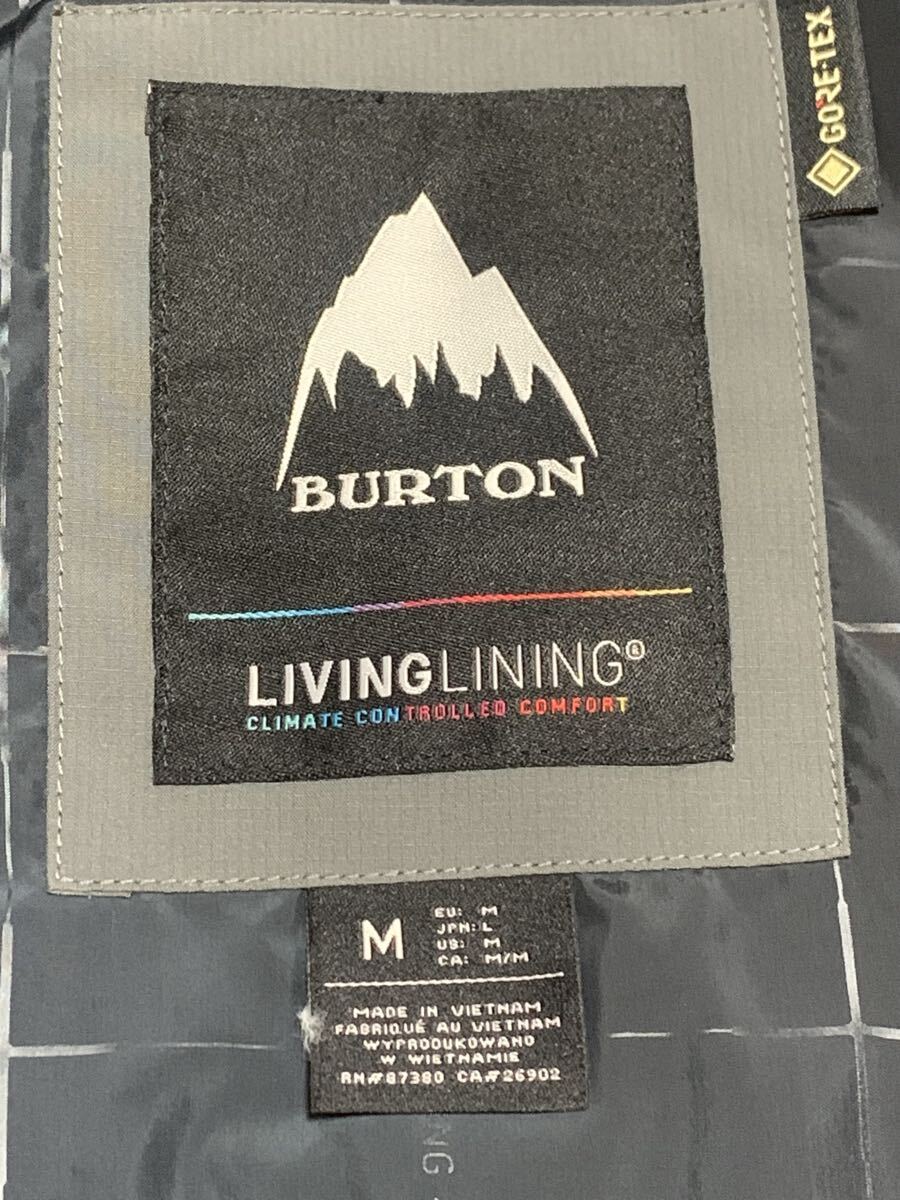 GORE-TEX
BURTON
LIVINGLINING®
CLIMATE CONTROLLED COMFORT
M
EU: M
JPN: L
US: M
CA: M/M
MADE IN VIETNAM
FABRIQUÉ AU VIETNAM
WYPRODUKOWANO
W WIETNAMIE
RN#87380 CA#26902
NG